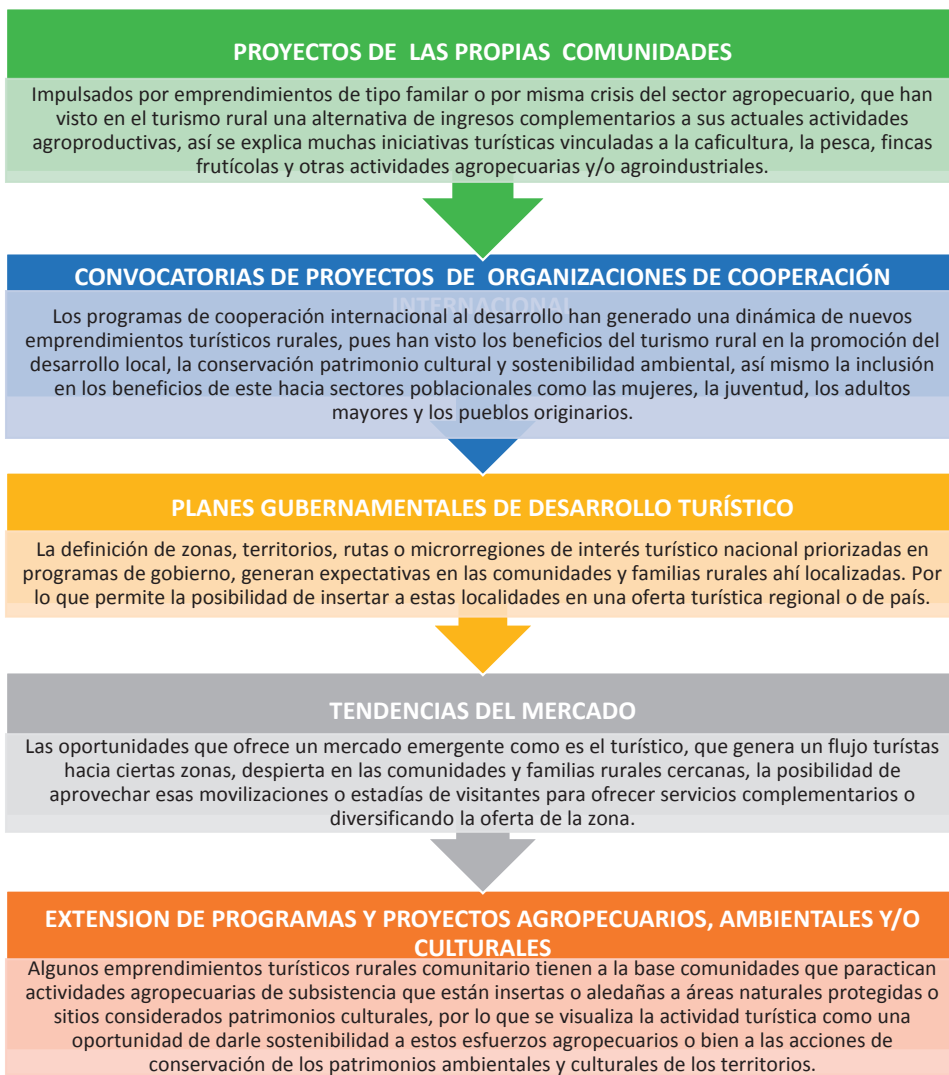 PROYECTOS DE LAS PROPIAS COMUNIDADES
Impulsados por emprendimientos de tipo familar o por misma crisis del sector agropecuario, que han
visto en el turismo rural una alternativa de ingresos complementarios a sus actuales actividades
agroproductivas, así se explica muchas iniciativas turísticas vinculadas a la caficultura, la pesca, fincas
frutícolas y otras actividades agropecuarias y/o agroindustriales.
CONVOCATORIAS DE PROYECTOS DE ORGANIZACIONES DE COOPERACIÓN
INTERNACIONAL
Los programas de cooperación internacional al desarrollo han generado una dinámica de nuevos
emprendimientos turísticos rurales, pues han visto los beneficios del turismo rural en la promoción del
desarrollo local, la conservación patrimonio cultural y sostenibilidad ambiental, así mismo la inclusión
en los beneficios de este hacia sectores poblacionales como las mujeres, la juventud, los adultos
mayores y los pueblos originarios.
PLANES GUBERNAMENTALES DE DESARROLLO TURÍSTICO
La definición de zonas, territorios, rutas o microrregiones de interés turístico nacional priorizadas en
programas de gobierno, generan expectativas en las comunidades y familias rurales ahí localizadas. Por
lo que permite la posibilidad de insertar a estas localidades en una oferta turística regional o de país.
TENDENCIAS DEL MERCADO
Las oportunidades que ofrece un mercado emergente como es el turístico, que genera un flujo turístas
hacia ciertas zonas, despierta en las comunidades y familias rurales cercanas, la posibilidad de
aprovechar esas movilizaciones o estadías de visitantes para ofrecer servicios complementarios o
diversificando la oferta de la zona.
EXTENSION DE PROGRAMAS Y PROYECTOS AGROPECUARIOS, AMBIENTALES Y/O
CULTURALES
Algunos emprendimientos turísticos rurales comunitario tienen a la base comunidades que paractican
actividades agropecuarias de subsistencia que están insertas o aledañas a áreas naturales protegidas o
sitios considerados patrimonios culturales, por lo que se visualiza la actividad turística como una
oportunidad de darle sostenibilidad a estos esfuerzos agropecuarios o bien a las acciones de
conservación de los patrimonios ambientales y culturales de los territorios.